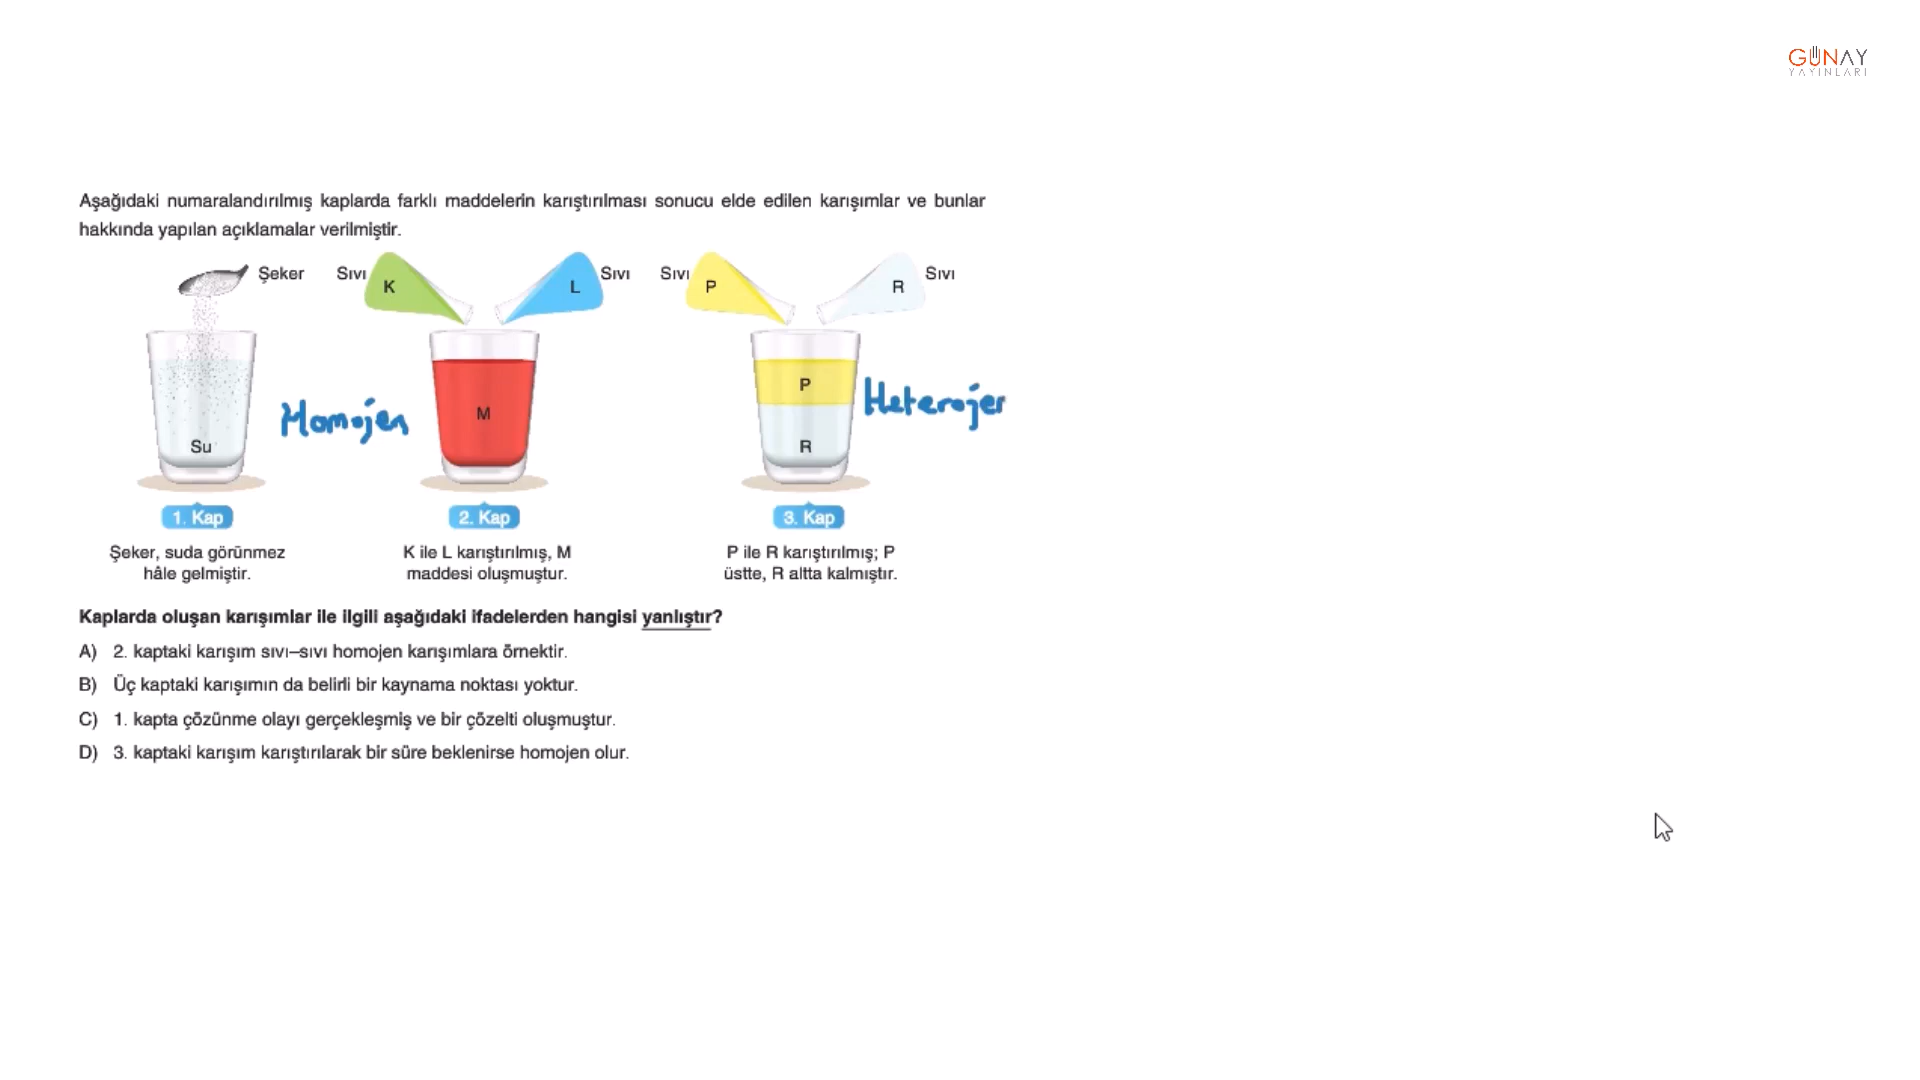 GÜNAY
YAYINLARI
Aşağıdaki numaralandırılmış kaplarda farklı maddelerin karıştırılması sonucu elde edilen karışımlar ve bunlar
hakkında yapılan açıklamalar verilmiştir.
Şeker Sıvı K L Sıvı Sıvı P R Sıvı
Su Homojen M P R Heterojen
1. Kap 2. Kap 3. Kap
Şeker, suda görünmez
hâle gelmiştir.
K ile L karıştırılmış, M
maddesi oluşmuştur.
P ile R karıştırılmış; P
üstte, R altta kalmıştır.
Kaplarda oluşan karışımlar ile ilgili aşağıdaki ifadelerden hangisi yanlıştır?
A) 2. kaptaki karışım sıvı–sıvı homojen karışımlara örnektir.
B) Üç kaptaki karışımın da belirli bir kaynama noktası yoktur.
C) 1. kapta çözünme olayı gerçekleşmiş ve bir çözelti oluşmuştur.
D) 3. kaptaki karışım karıştırılarak bir süre beklenirse homojen olur.